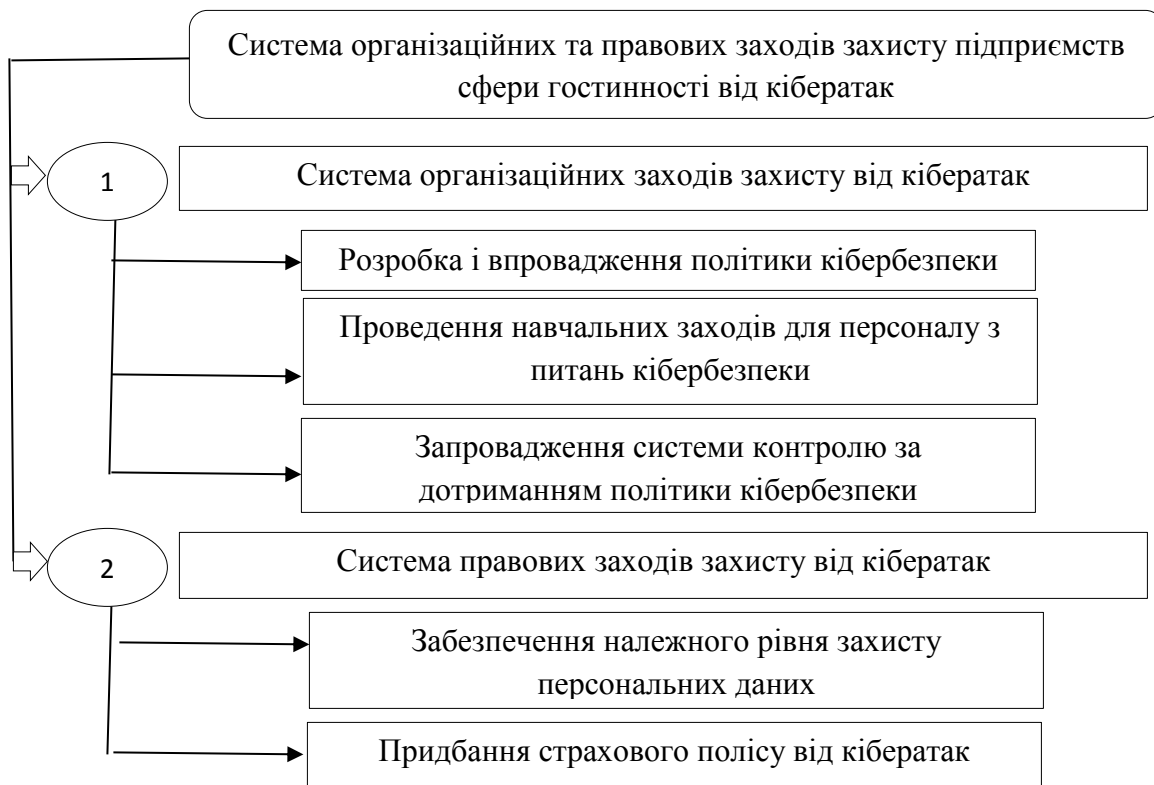 Система організаційних та правових заходів захисту підприємств
сфери гостинності від кібератак
1
Система організаційних заходів захисту від кібератак
Розробка і впровадження політики кібербезпеки
Проведення навчальних заходів для персоналу з
питань кібербезпеки
Запровадження системи контролю за
дотриманням політики кібербезпеки
2
Система правових заходів захисту від кібератак
Забезпечення належного рівня захисту
персональних даних
Придбання страхового полісу від кібератак